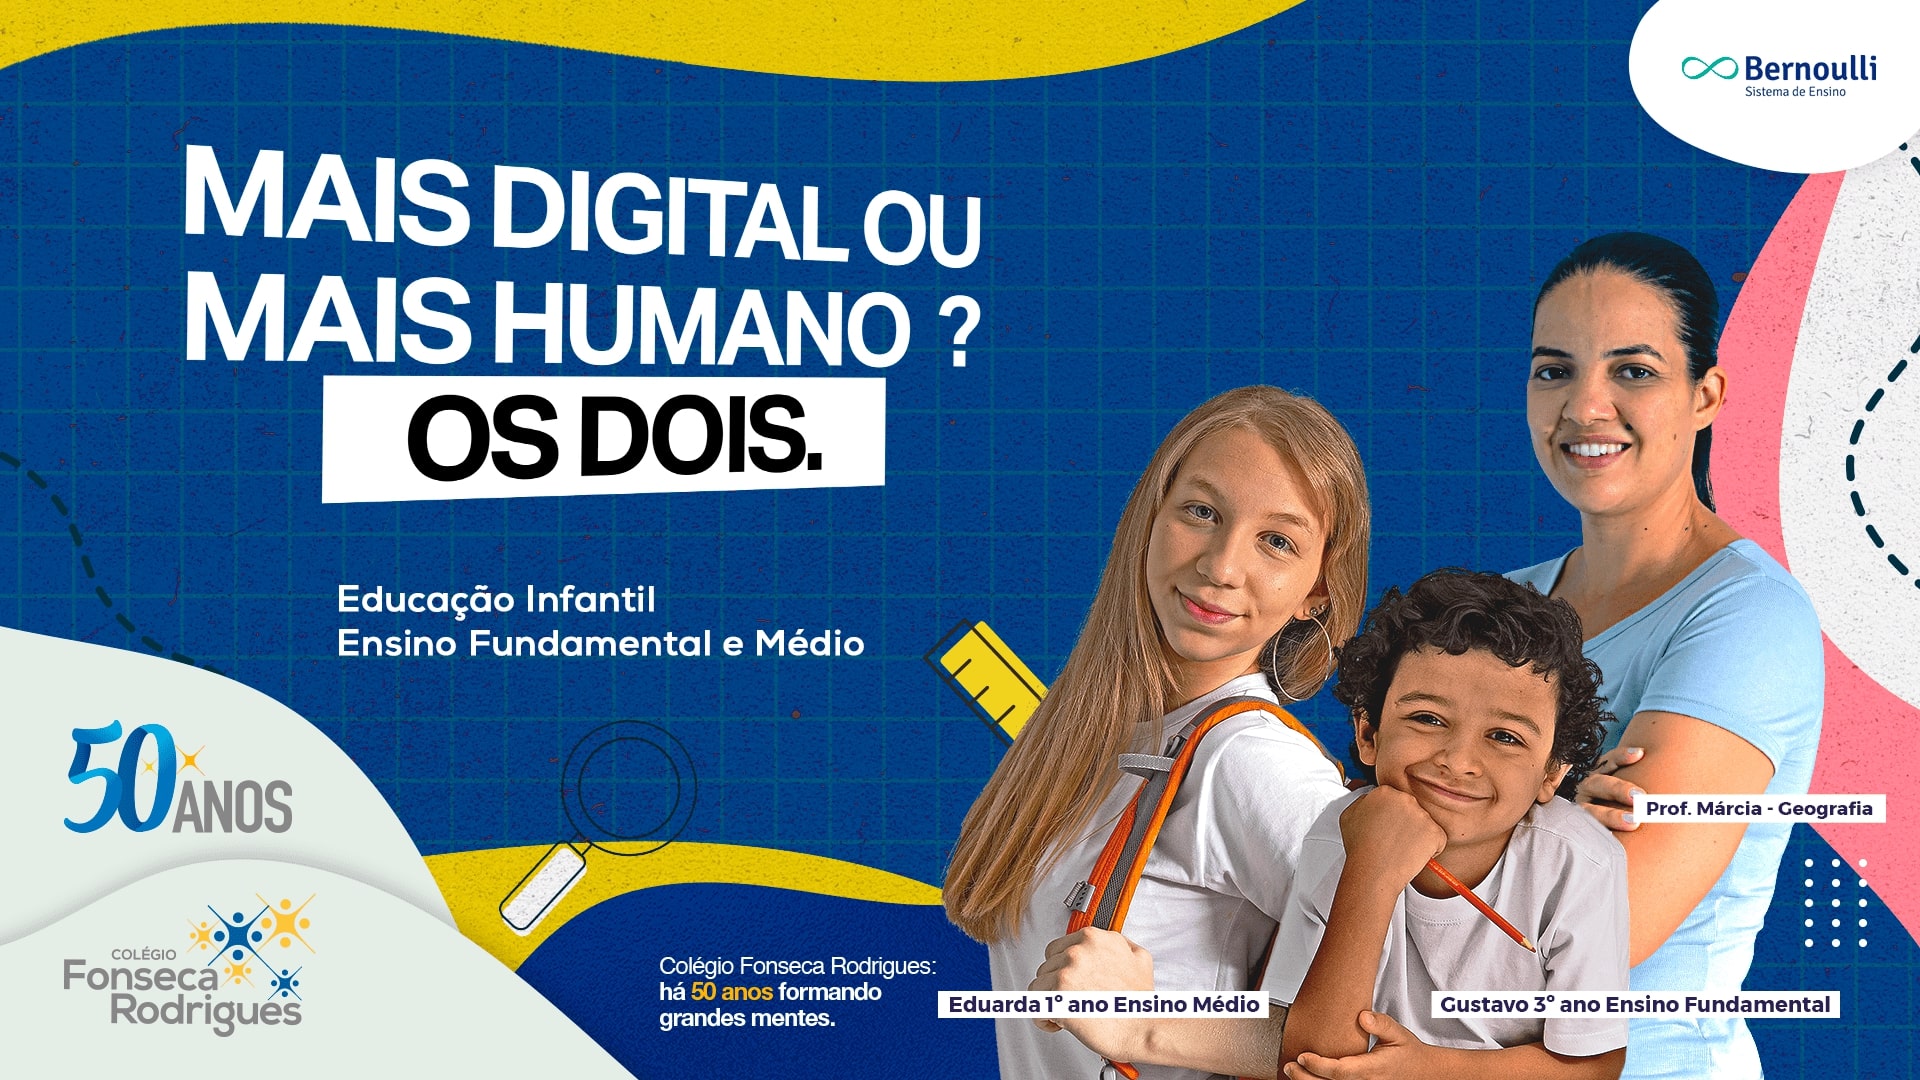 Bernoulli
Sistema de Ensino
MAIS DIGITAL OU
MAIS HUMANO ?
OS DOIS.
Educação Infantil
Ensino Fundamental e Médio
50 ANOS
COLÉGIO
Fonseca
Rodrigues
Colégio Fonseca Rodrigues:
há 50 anos formando
grandes mentes.
Prof. Márcia - Geografia
Eduarda 1º ano Ensino Médio
Gustavo 3º ano Ensino Fundamental